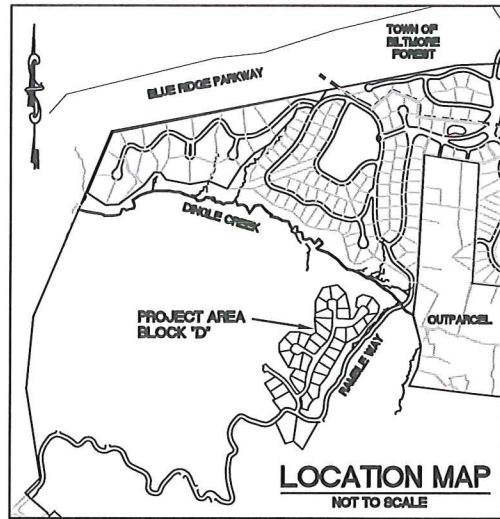 TOWN OF
BILTMORE
FOREST
BLUE RIDGE PARKWAY
DINGLE CREEK
PROJECT AREA
BLOCK "D"
OUTPARCEL
RAMBLE WAY
LOCATION MAP
NOT TO SCALE